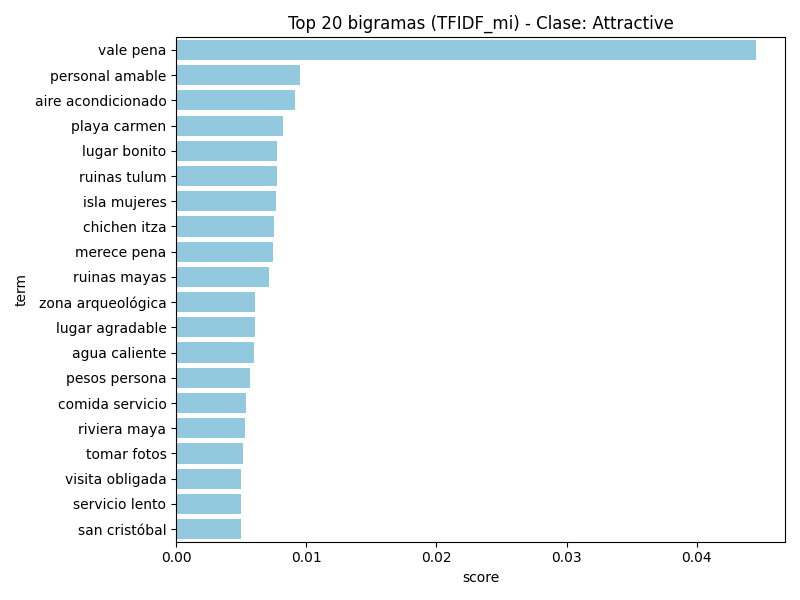 Top 20 bigramas (TFIDF_mi) - Clase: Attractive
vale pena
personal amable
aire acondicionado
playa carmen
lugar bonito
ruinas tulum
isla mujeres
chichen itza
merece pena
ruinas mayas
zona arqueológica
lugar agradable
agua caliente
pesos persona
comida servicio
riviera maya
tomar fotos
visita obligada
servicio lento
san cristóbal
term
0.00 0.01 0.02 0.03 0.04
score